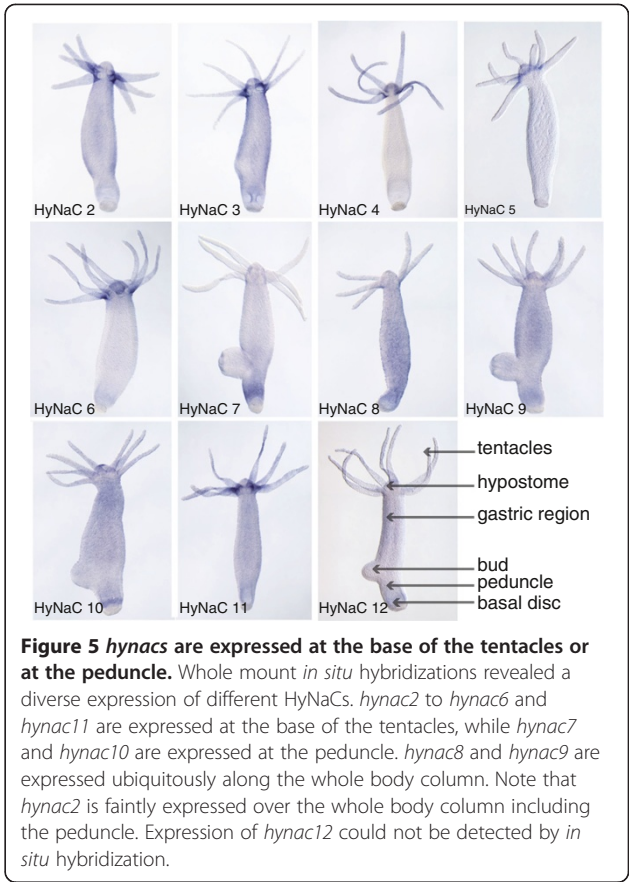 HyNaC 2
HyNaC 3
HyNaC 4
HyNaC 5
HyNaC 6
HyNaC 7
HyNaC 8
HyNaC 9
HyNaC 10
HyNaC 11
HyNaC 12
tentacles
hypostome
gastric region
bud
peduncle
basal disc
Figure 5 hynacs are expressed at the base of the tentacles or
at the peduncle. Whole mount in situ hybridizations revealed a
diverse expression of different HyNaCs. hynac2 to hynac6 and
hynac11 are expressed at the base of the tentacles, while hynac7
and hynac10 are expressed at the peduncle. hynac8 and hynac9 are
expressed ubiquitously along the whole body column. Note that
hynac2 is faintly expressed over the whole body column including
the peduncle. Expression of hynac12 could not be detected by in
situ hybridization.